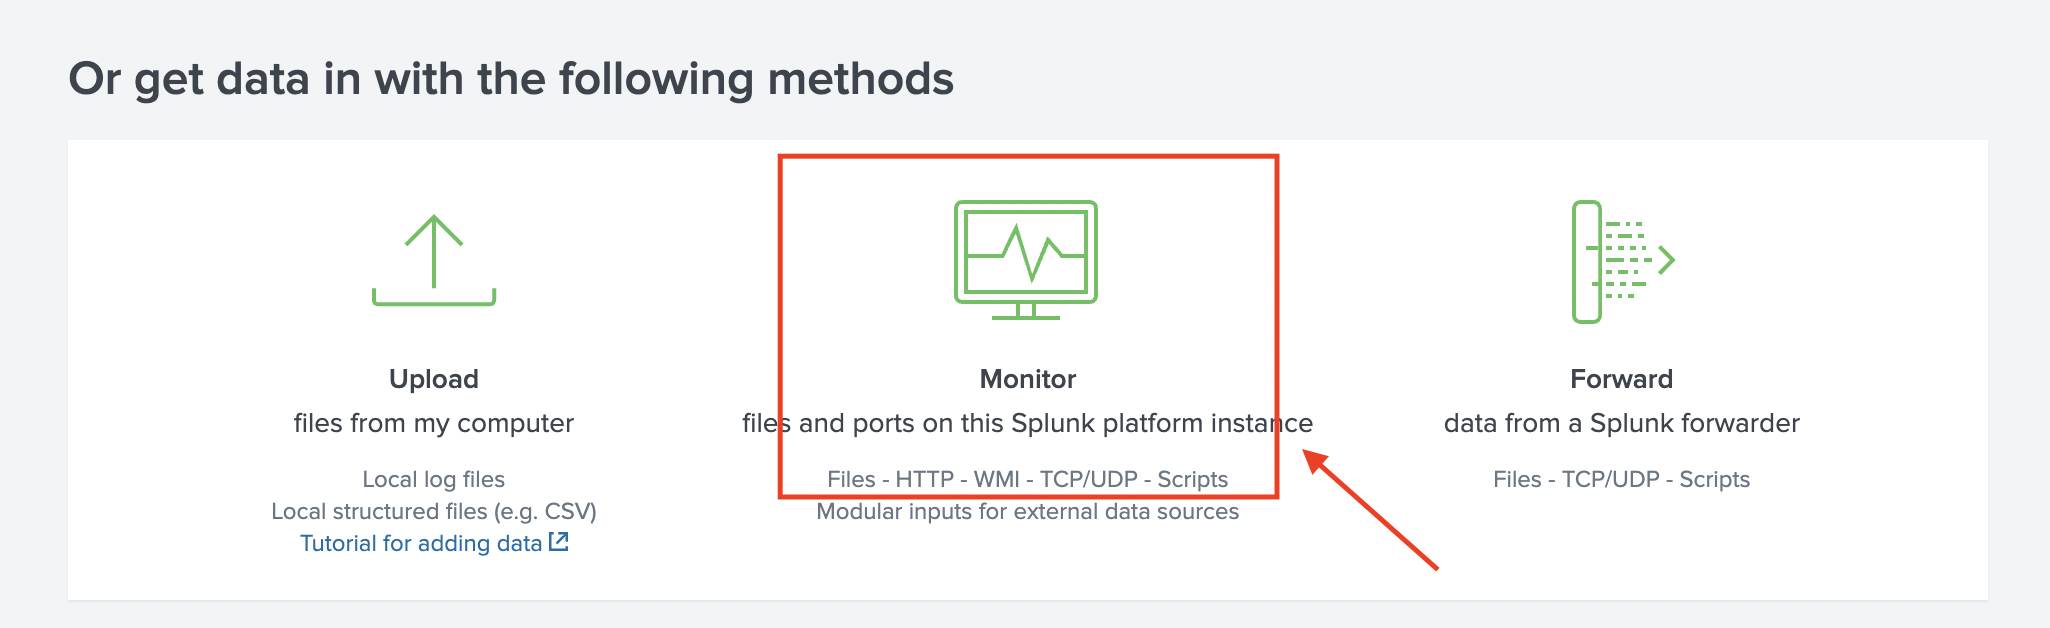 Or get data in with the following methods
Upload
files from my computer
Local log files
Local structured files (e.g. CSV)
Tutorial for adding data
Monitor
files and ports on this Splunk platform instance
Files - HTTP - WMI - TCP/UDP - Scripts
Modular inputs for external data sources
Forward
data from a Splunk forwarder
Files - TCP/UDP - Scripts